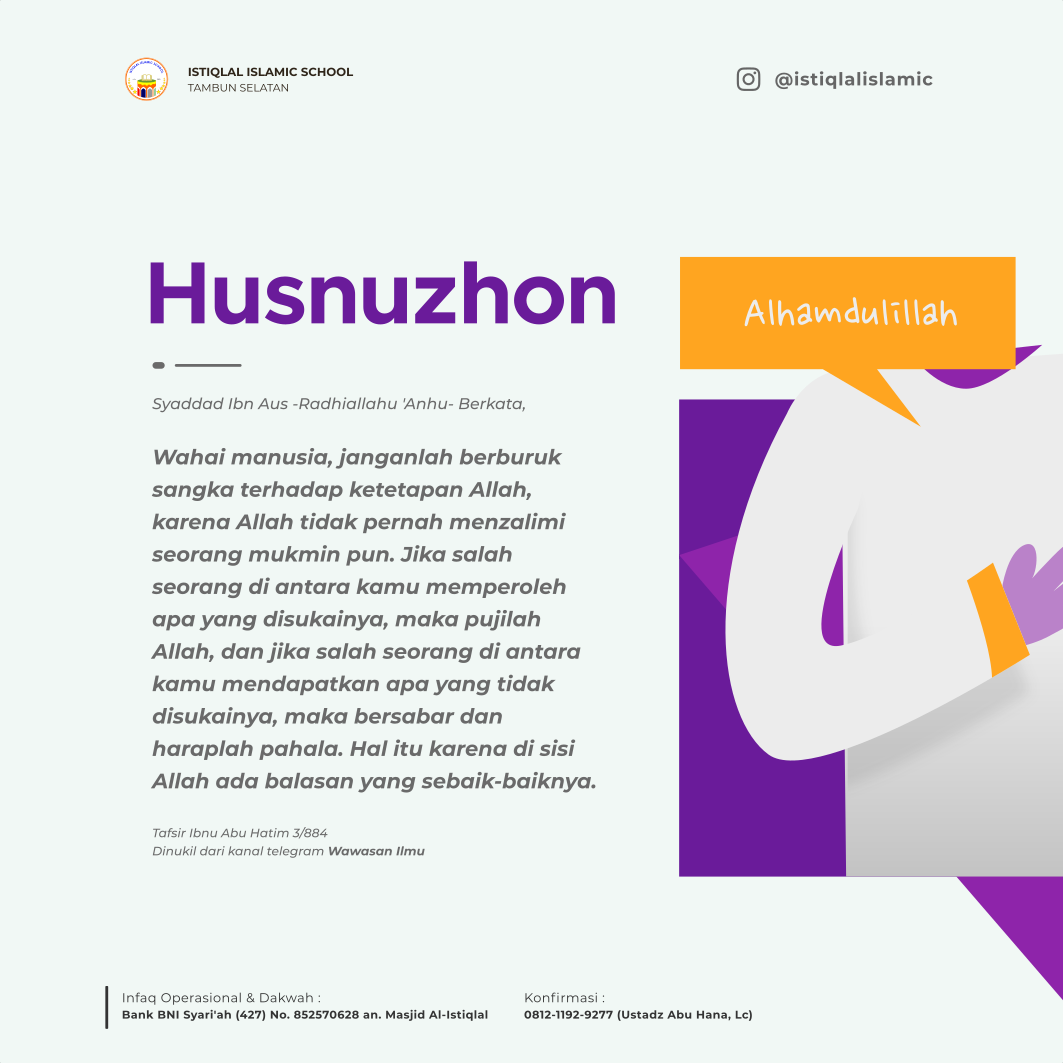 ISTIQLAL ISLAMIC SCHOOL
TAMBUN SELATAN
@istiqlalislamic
Husnuzhon
Alhamdulillah
Syaddad Ibn Aus -Radhiallahu 'Anhu- Berkata,
Wahai manusia, janganlah berburuk
sangka terhadap ketetapan Allah,
karena Allah tidak pernah menzalimi
seorang mukmin pun. Jika salah
seorang di antara kamu memperoleh
apa yang disukainya, maka pujilah
Allah, dan jika salah seorang di antara
kamu mendapatkan apa yang tidak
disukainya, maka bersabar dan
haraplah pahala. Hal itu karena di sisi
Allah ada balasan yang sebaik-baiknya.
Tafsir Ibnu Abu Hatim 3/884
Dinukil dari kanal telegram Wawasan Ilmu
Infaq Operasional & Dakwah :
Bank BNI Syari'ah (427) No. 852570628 an. Masjid Al-Istiqlal
Konfirmasi :
0812-1192-9277 (Ustadz Abu Hana, Lc)